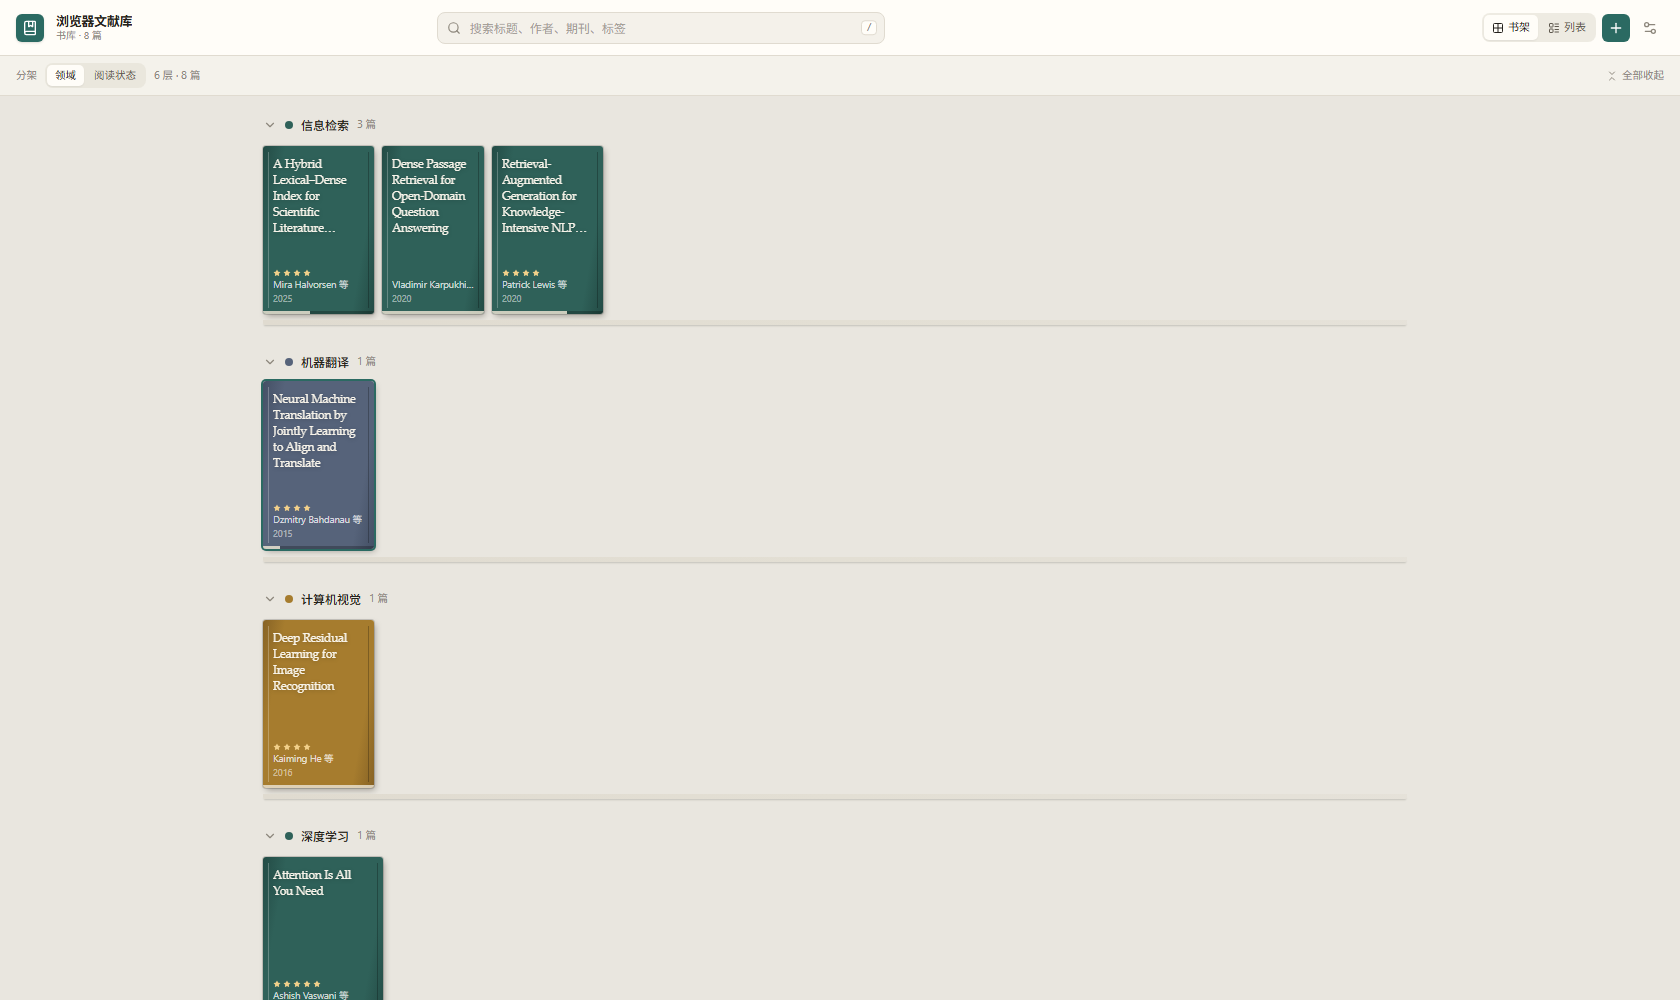 浏览器文献库
书库 · 8 篇
搜索标题、作者、期刊、标签
/
书架
列表
分架
领域
阅读状态
6 层 · 8 篇
全部收起
信息检索 3 篇
A Hybrid
Lexical–Dense
Index for
Scientific
Literature…
★★★★
Mira Halvorsen 等
2025
Dense Passage
Retrieval for
Open-Domain
Question
Answering
Vladimir Karpukhi…
2020
Retrieval-
Augmented
Generation for
Knowledge-
Intensive NLP…
★★★★
Patrick Lewis 等
2020
机器翻译 1 篇
Neural Machine
Translation by
Jointly Learning
to Align and
Translate
★★★★
Dzmitry Bahdanau 等
2015
计算机视觉 1 篇
Deep Residual
Learning for
Image
Recognition
★★★★
Kaiming He 等
2016
深度学习 1 篇
Attention Is All
You Need
★★★★★
Ashish Vaswani 等